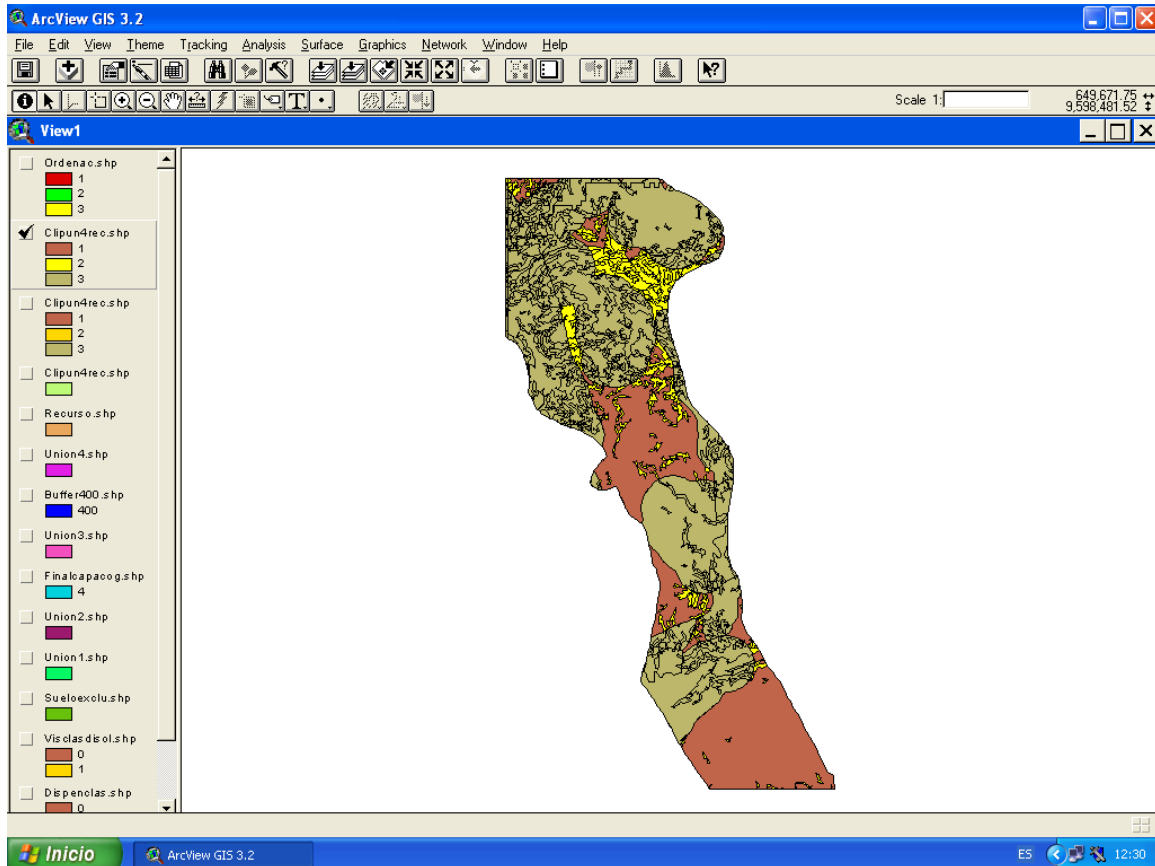 ArcView GIS 3.2
File Edit View Theme Tracking Analysis Surface Graphics Network Window Help
Scale 1:
649,671.75
9,598,481.52
View1
Ordenac.shp
1
2
3
Clipun4rec.shp
1
2
3
Clipun4rec.shp
1
2
3
Clipun4rec.shp
Recurso.shp
Union4.shp
Buffer400.shp
400
Union3.shp
Finalcapacog.shp
4
Union2.shp
Union1.shp
Sueloexclu.shp
Visclasdisol.shp
0
1
Dispenclas.shp
0
Inicio ArcView GIS 3.2 ES 12:30